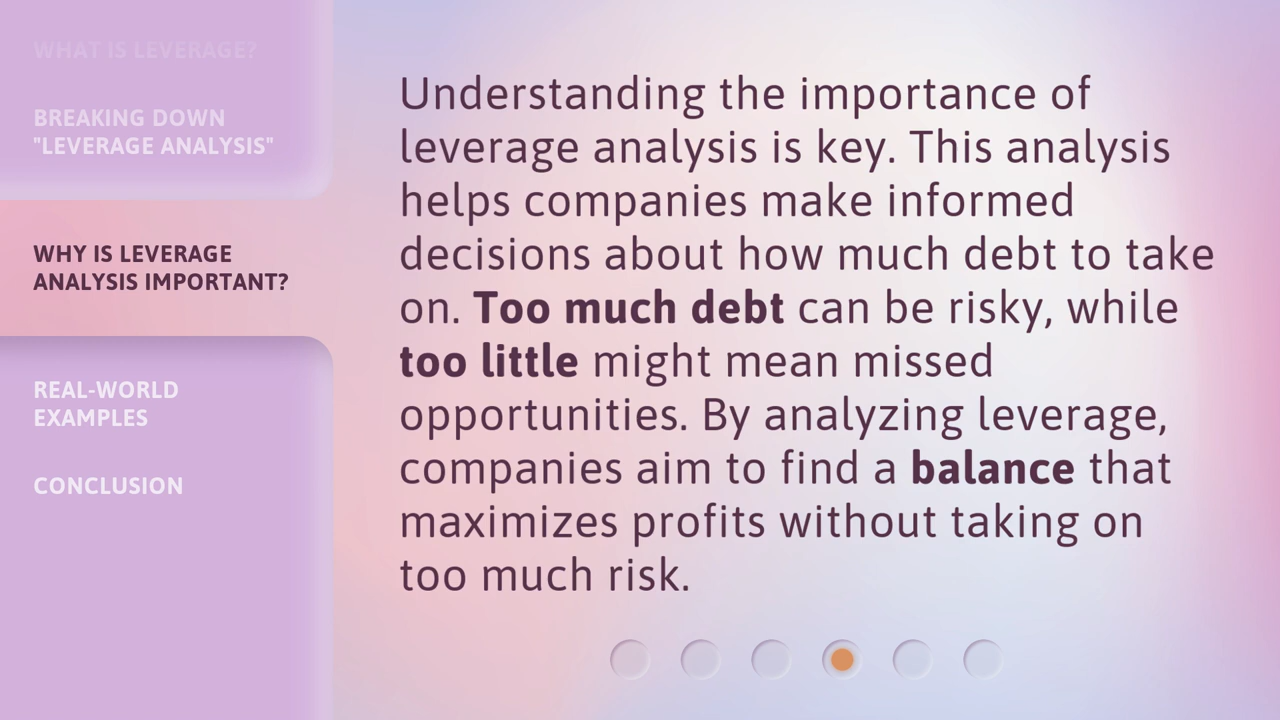 WHAT IS LEVERAGE?
BREAKING DOWN
"LEVERAGE ANALYSIS"
WHY IS LEVERAGE
ANALYSIS IMPORTANT?
REAL-WORLD
EXAMPLES
CONCLUSION
Understanding the importance of
leverage analysis is key. This analysis
helps companies make informed
decisions about how much debt to take
on. Too much debt can be risky, while
too little might mean missed
opportunities. By analyzing leverage,
companies aim to find a balance that
maximizes profits without taking on
too much risk.